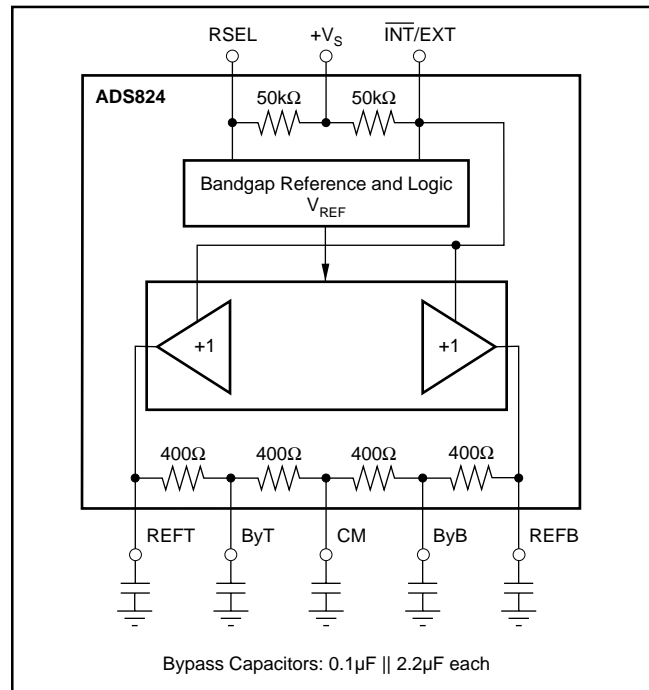 RSEL +VS INT/EXT
ADS824
50kΩ 50kΩ
Bandgap Reference and Logic
VREF
+1 +1
400Ω 400Ω 400Ω 400Ω
REFT ByT CM ByB REFB
Bypass Capacitors: 0.1µF || 2.2µF each